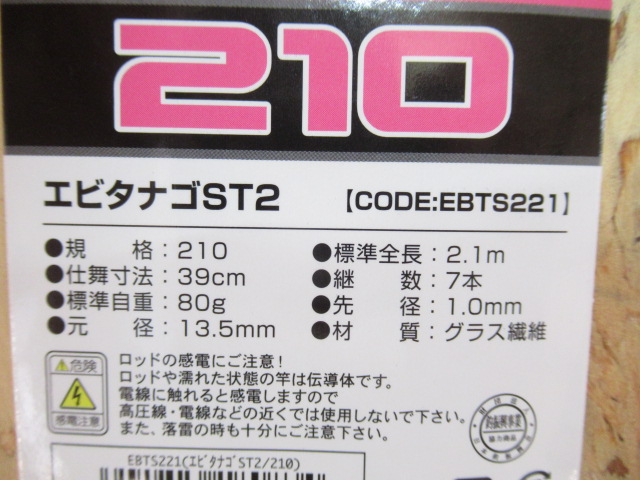 210
エビタナゴST2 【CODE:EBTS221】
●規 格：210 ●標準全長：2.1m
●仕舞寸法：39cm ●継 数：7本
●標準自重：80g ●先 径：1.0mm
●元 径：13.5mm ●材 質：グラス繊維
危険
感電注意
ロッドの感電にご注意！
ロッドや濡れた状態の竿は伝導体です。
電線に触れると感電しますので
高圧線・電線などの近くでは使用しないで下さい。
また、落雷の時も十分にご注意下さい。
EBTS221(ｴﾋﾞﾀﾅｺﾞST2/210)